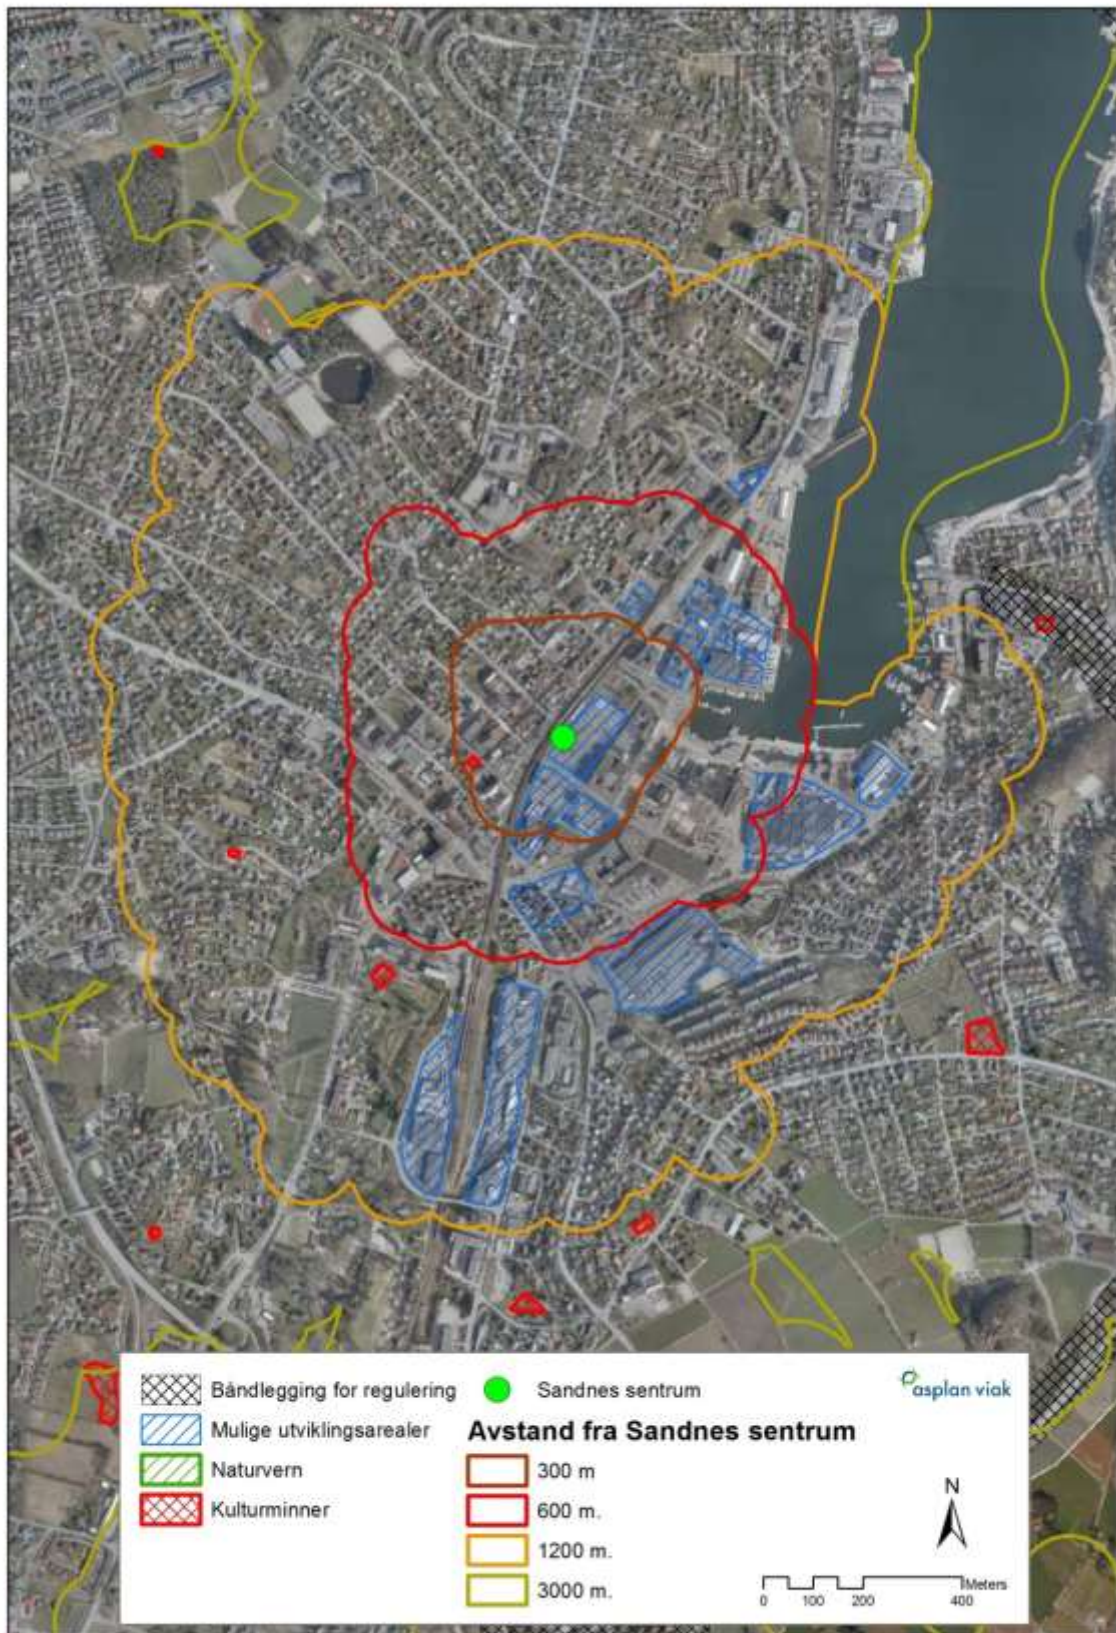 Båndlegging for regulering
Mulige utviklingsarealer
Naturvern
Kulturminner
Sandnes sentrum
Avstand fra Sandnes sentrum
300 m
600 m.
1200 m.
3000 m.
asplan viak
N
Meters
0 100 200 400